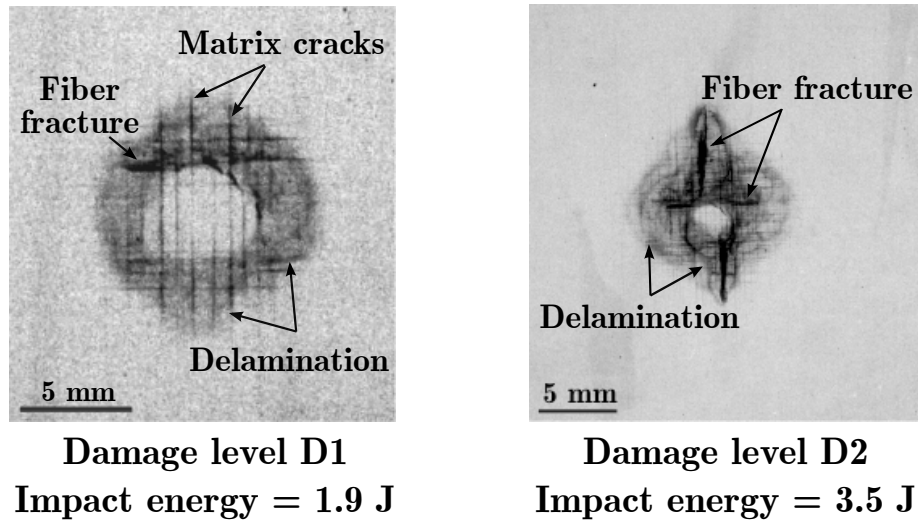 Matrix cracks
Fiber
fracture
Delamination
5 mm
Damage level D1
Impact energy = 1.9 J
Fiber fracture
Delamination
5 mm
Damage level D2
Impact energy = 3.5 J